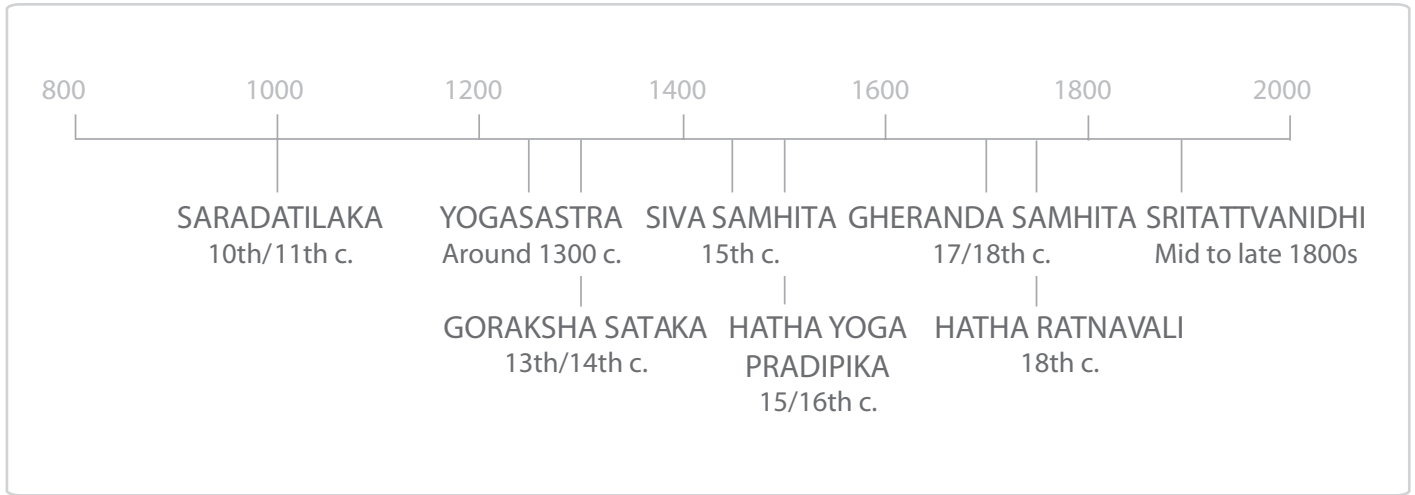 800 1000 1200 1400 1600 1800 2000
SARADATILAKA
10th/11th c.
YOGASASTRA
Around 1300 c.
SIVA SAMHITA
15th c.
GHERANDA SAMHITA
17/18th c.
SRITATTVANIDHI
Mid to late 1800s
GORAKSHA SATAKA
13th/14th c.
HATHA YOGA
PRADIPIKA
15/16th c.
HATHA RATNAVALI
18th c.